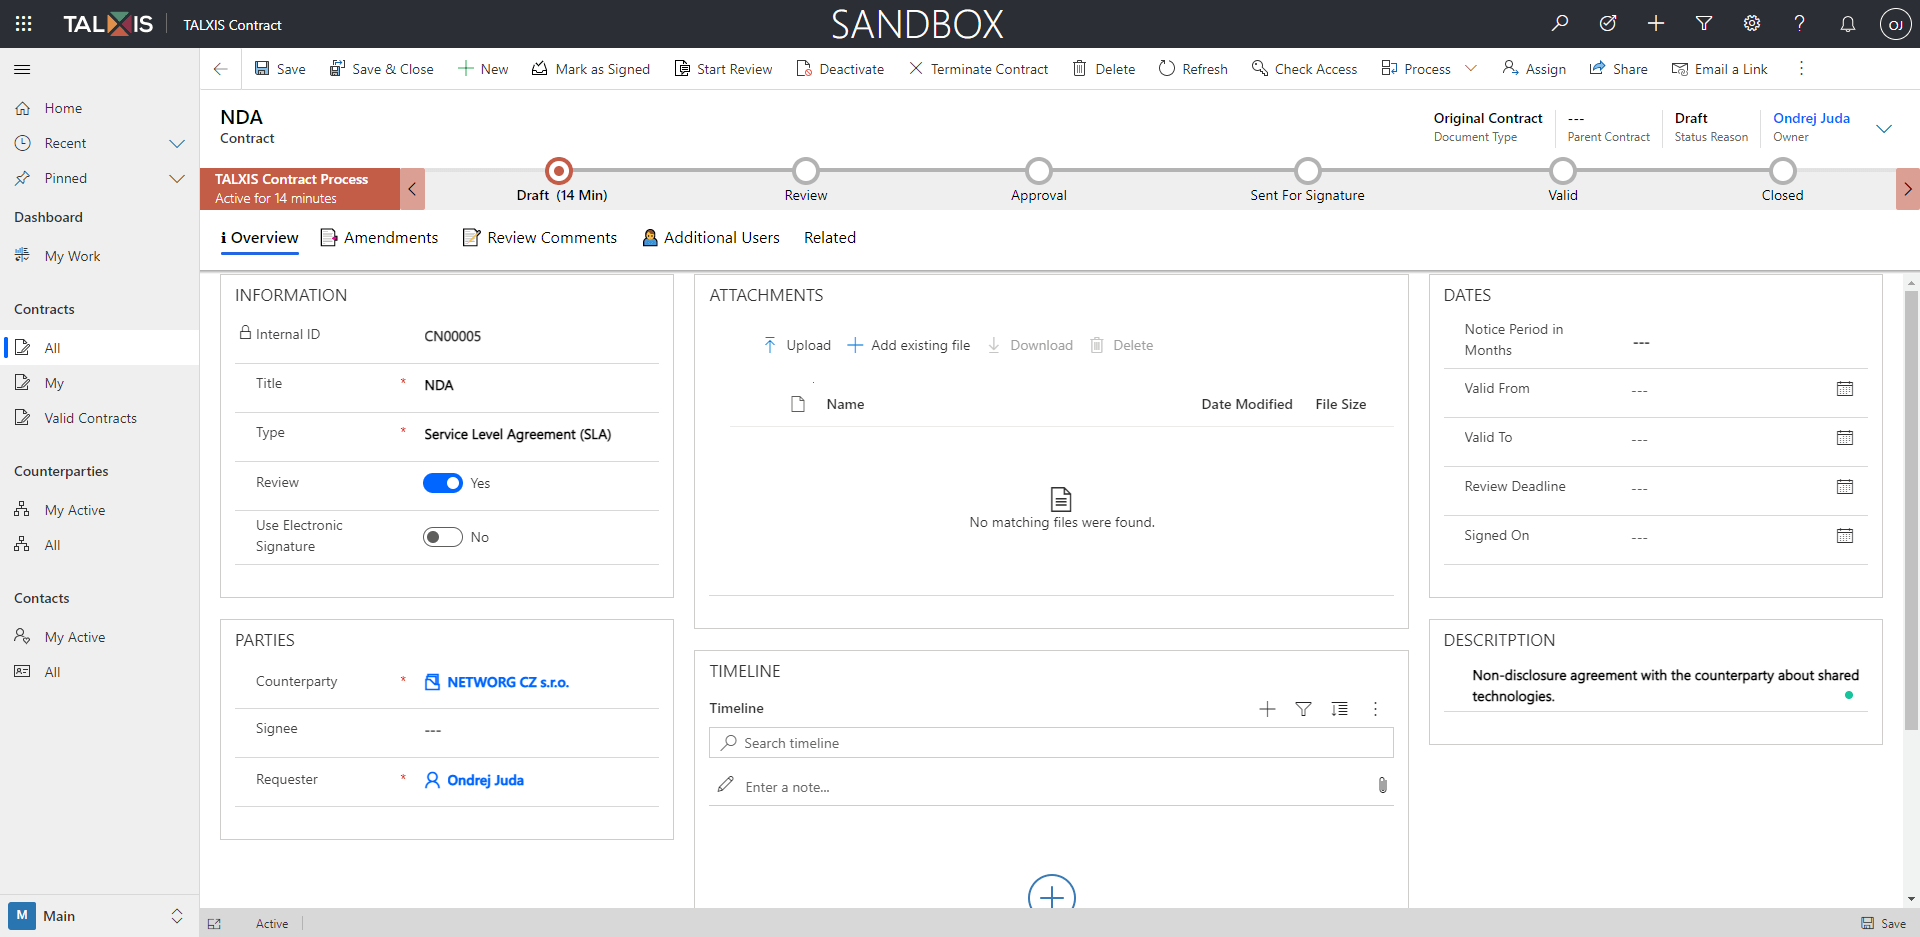 TALXIS
TALXIS Contract
SANDBOX
OJ
Save
Save & Close
New
Mark as Signed
Start Review
Deactivate
Terminate Contract
Delete
Refresh
Check Access
Process
Assign
Share
Email a Link
Home
Recent
Pinned
Dashboard
My Work
Contracts
All
My
Valid Contracts
Counterparties
My Active
All
Contacts
My Active
All
M
Main
NDA
Contract
Original Contract
Document Type
---
Parent Contract
Draft
Status Reason
Ondrej Juda
Owner
TALXIS Contract Process
Active for 14 minutes
Draft (14 Min)
Review
Approval
Sent For Signature
Valid
Closed
Overview
Amendments
Review Comments
Additional Users
Related
INFORMATION
Internal ID
CN00005
Title
*
NDA
Type
*
Service Level Agreement (SLA)
Review
Yes
Use Electronic
Signature
No
PARTIES
Counterparty
*
NETWORG CZ s.r.o.
Signee
---
Requester
*
Ondrej Juda
ATTACHMENTS
Upload
Add existing file
Download
Delete
Name
Date Modified
File Size
No matching files were found.
TIMELINE
Timeline
Search timeline
Enter a note...
DATES
Notice Period in
Months
---
Valid From
---
Valid To
---
Review Deadline
---
Signed On
---
DESCRITPTION
Non-disclosure agreement with the counterparty about shared
technologies.
Active
Save